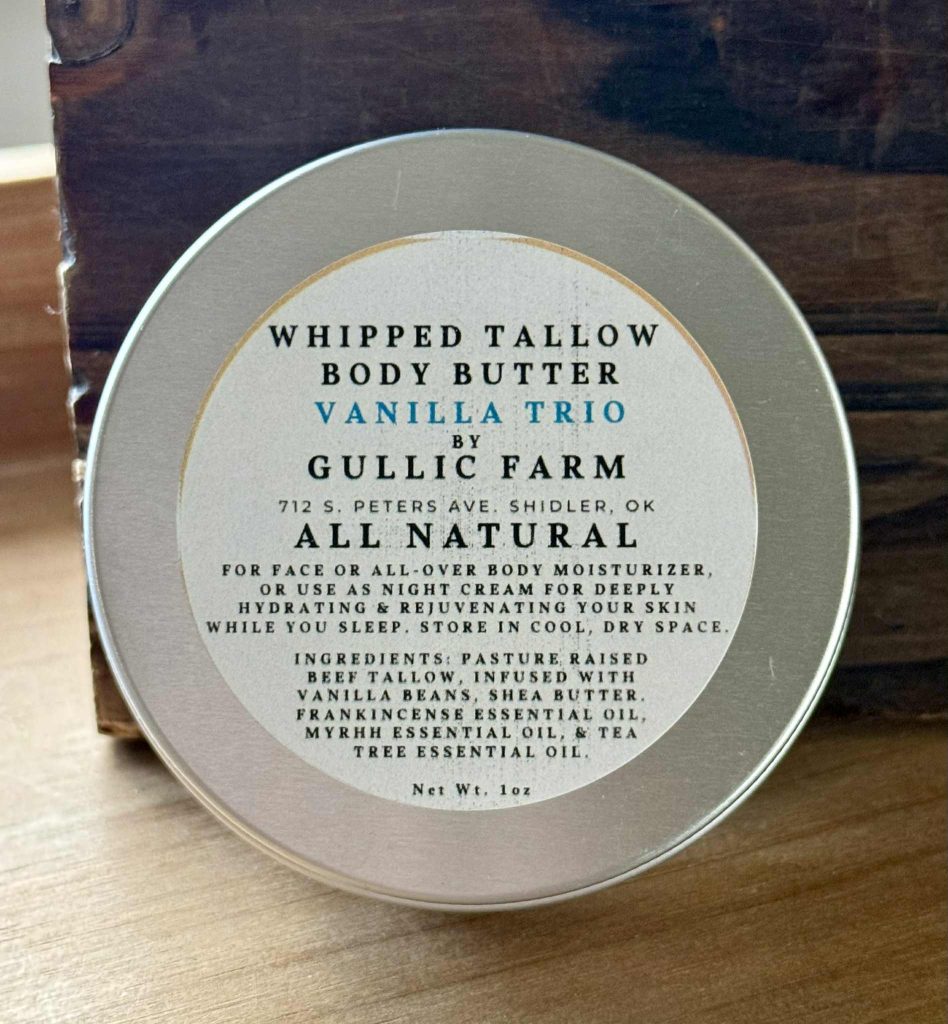 WHIPPED TALLOW
BODY BUTTER
VANILLA TRIO
BY
GULLIC FARM
712 S. PETERS AVE. SHIDLER, OK
ALL NATURAL
FOR FACE OR ALL-OVER BODY MOISTURIZER,
OR USE AS NIGHT CREAM FOR DEEPLY
HYDRATING & REJUVENATING YOUR SKIN
WHILE YOU SLEEP. STORE IN COOL, DRY SPACE.
INGREDIENTS: PASTURE RAISED
BEEF TALLOW, INFUSED WITH
VANILLA BEANS, SHEA BUTTER.
FRANKINCENSE ESSENTIAL OIL,
MYRHH ESSENTIAL OIL, & TEA
TREE ESSENTIAL OIL.
Net Wt. 1oz